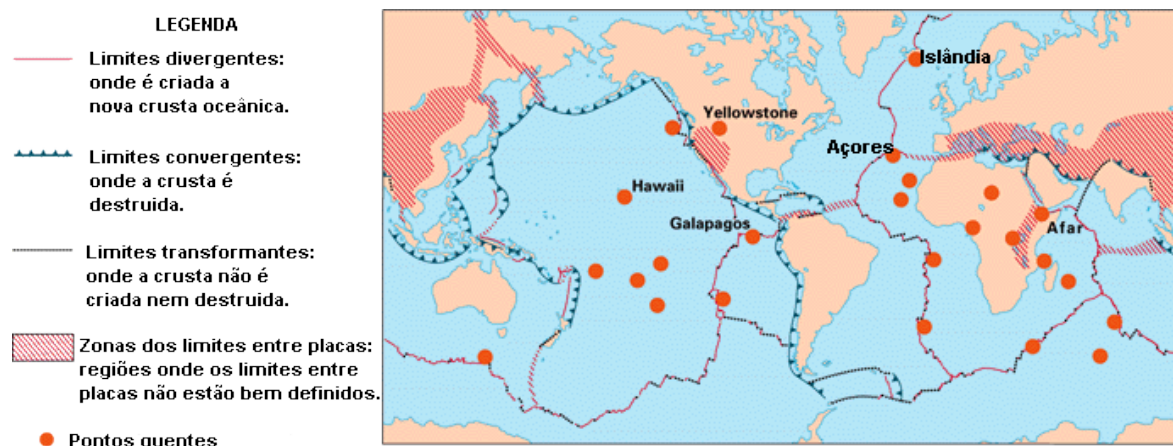 LEGENDA
Limites divergentes:
onde é criada a
nova crusta oceânica.
Limites convergentes:
onde a crusta é
destruida.
Limites transformantes:
onde a crusta não é
criada nem destruida.
Zonas dos limites entre placas:
regiões onde os limites entre
placas não estão bem definidos.
Pontos quentes
Islândia
Yellowstone
Açores
Hawaii
Galapagos
Afar